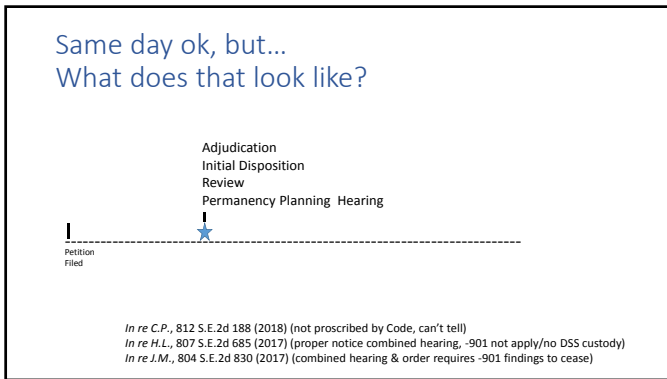 Same day ok, but…
What does that look like?
Adjudication
Initial Disposition
Review
Permanency Planning Hearing
Petition
Filed
In re C.P., 812 S.E.2d 188 (2018) (not proscribed by Code, can't tell)
In re H.L., 807 S.E.2d 685 (2017) (proper notice combined hearing, -901 not apply/no DSS custody)
In re J.M., 804 S.E.2d 830 (2017) (combined hearing & order requires -901 findings to cease)